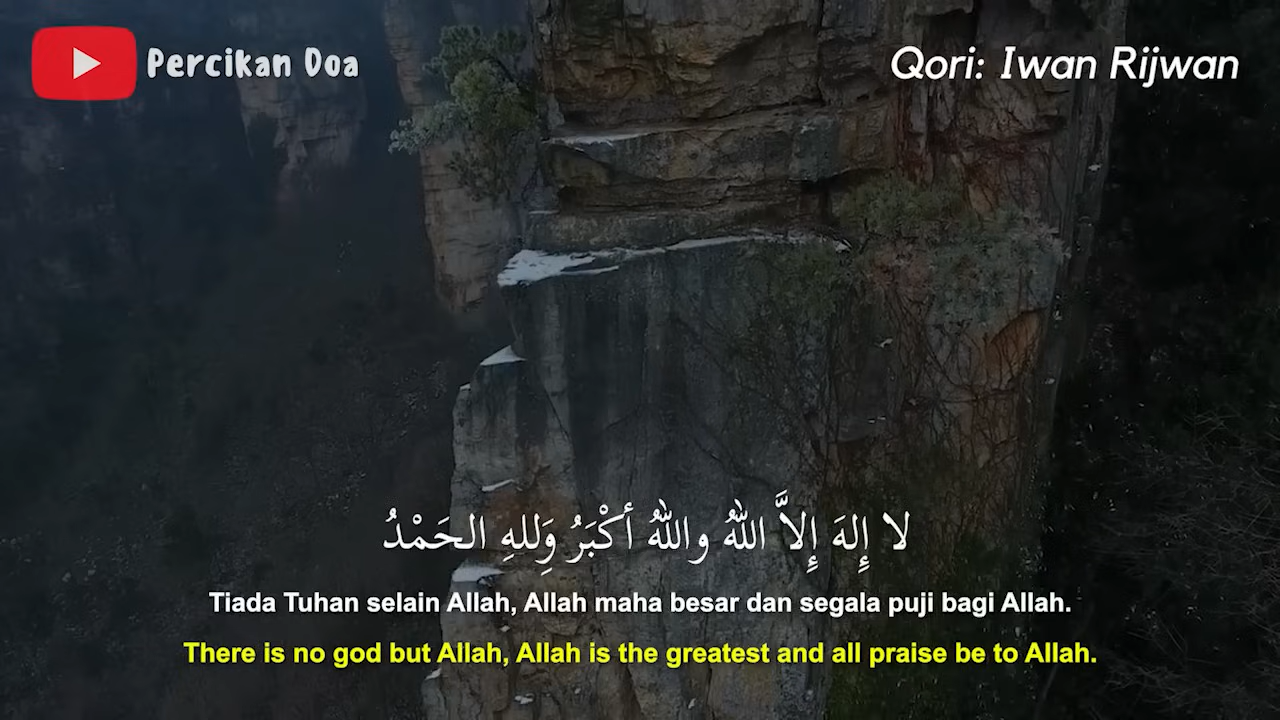 Percikan Doa
Qori: Iwan Rijwan
لا إِلهَ إِلاَّ اللهُ واللهُ أكْبَرُ وَلِلهِ الحَمْدُ
Tiada Tuhan selain Allah, Allah maha besar dan segala puji bagi Allah.
There is no god but Allah, Allah is the greatest and all praise be to Allah.